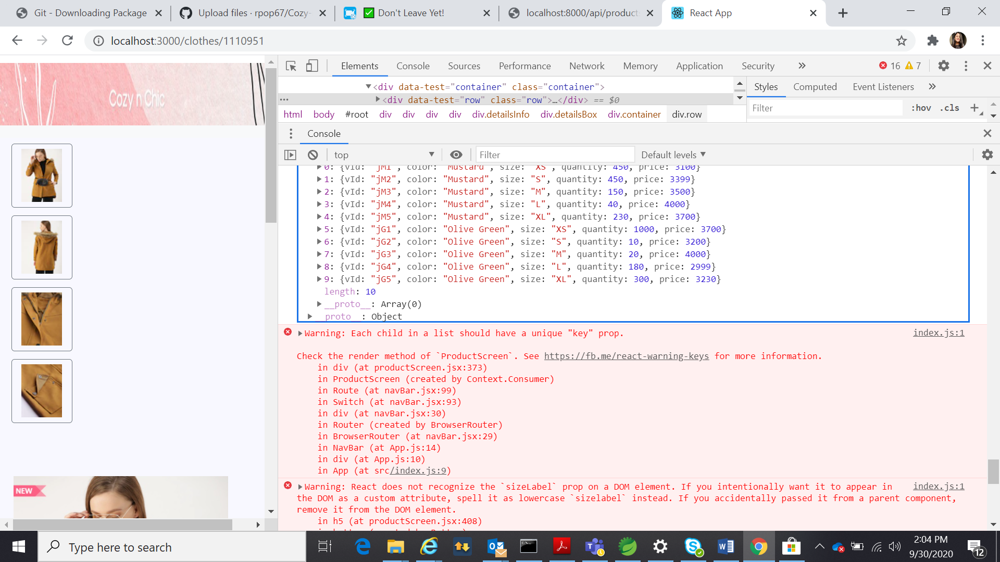 Git - Downloading Package
Upload files · rpop67/Cozy-
Don't Leave Yet!
localhost:8000/api/product
React App
localhost:3000/clothes/1110951
Cozy n Chic
NEW
Elements Console Sources Performance Network Memory Application Security » 16 7
▼<div data-test="container" class="container">
... ▶<div data-test="row" class="row">…</div> == $0
html body #root div div div div div.detailsInfo div.detailsBox div.container div.row
Styles Computed Event Listeners »
Filter :hov .cls +
Console
top ▼ Filter Default levels ▼
▶0: {vId: "jM1", color: "Mustard", size: "XS", quantity: 450, price: 3100}
▶1: {vId: "jM2", color: "Mustard", size: "S", quantity: 450, price: 3399}
▶2: {vId: "jM3", color: "Mustard", size: "M", quantity: 150, price: 3500}
▶3: {vId: "jM4", color: "Mustard", size: "L", quantity: 40, price: 4000}
▶4: {vId: "jM5", color: "Mustard", size: "XL", quantity: 230, price: 3700}
▶5: {vId: "jG1", color: "Olive Green", size: "XS", quantity: 1000, price: 3700}
▶6: {vId: "jG2", color: "Olive Green", size: "S", quantity: 10, price: 3200}
▶7: {vId: "jG3", color: "Olive Green", size: "M", quantity: 20, price: 4000}
▶8: {vId: "jG4", color: "Olive Green", size: "L", quantity: 180, price: 2999}
▶9: {vId: "jG5", color: "Olive Green", size: "XL", quantity: 300, price: 3230}
length: 10
▶__proto__: Array(0)
▶__proto__: Object
▶Warning: Each child in a list should have a unique "key" prop. index.js:1
Check the render method of `ProductScreen`. See https://fb.me/react-warning-keys for more information.
in div (at productScreen.jsx:373)
in ProductScreen (created by Context.Consumer)
in Route (at navBar.jsx:99)
in Switch (at navBar.jsx:93)
in div (at navBar.jsx:30)
in Router (created by BrowserRouter)
in BrowserRouter (at navBar.jsx:29)
in NavBar (at App.js:14)
in div (at App.js:10)
in App (at src/index.js:9)
▶Warning: React does not recognize the `sizeLabel` prop on a DOM element. If you intentionally want it to appear in index.js:1
the DOM as a custom attribute, spell it as lowercase `sizelabel` instead. If you accidentally passed it from a parent component,
remove it from the DOM element.
in h5 (at productScreen.jsx:408)
Type here to search
2:04 PM
9/30/2020
12